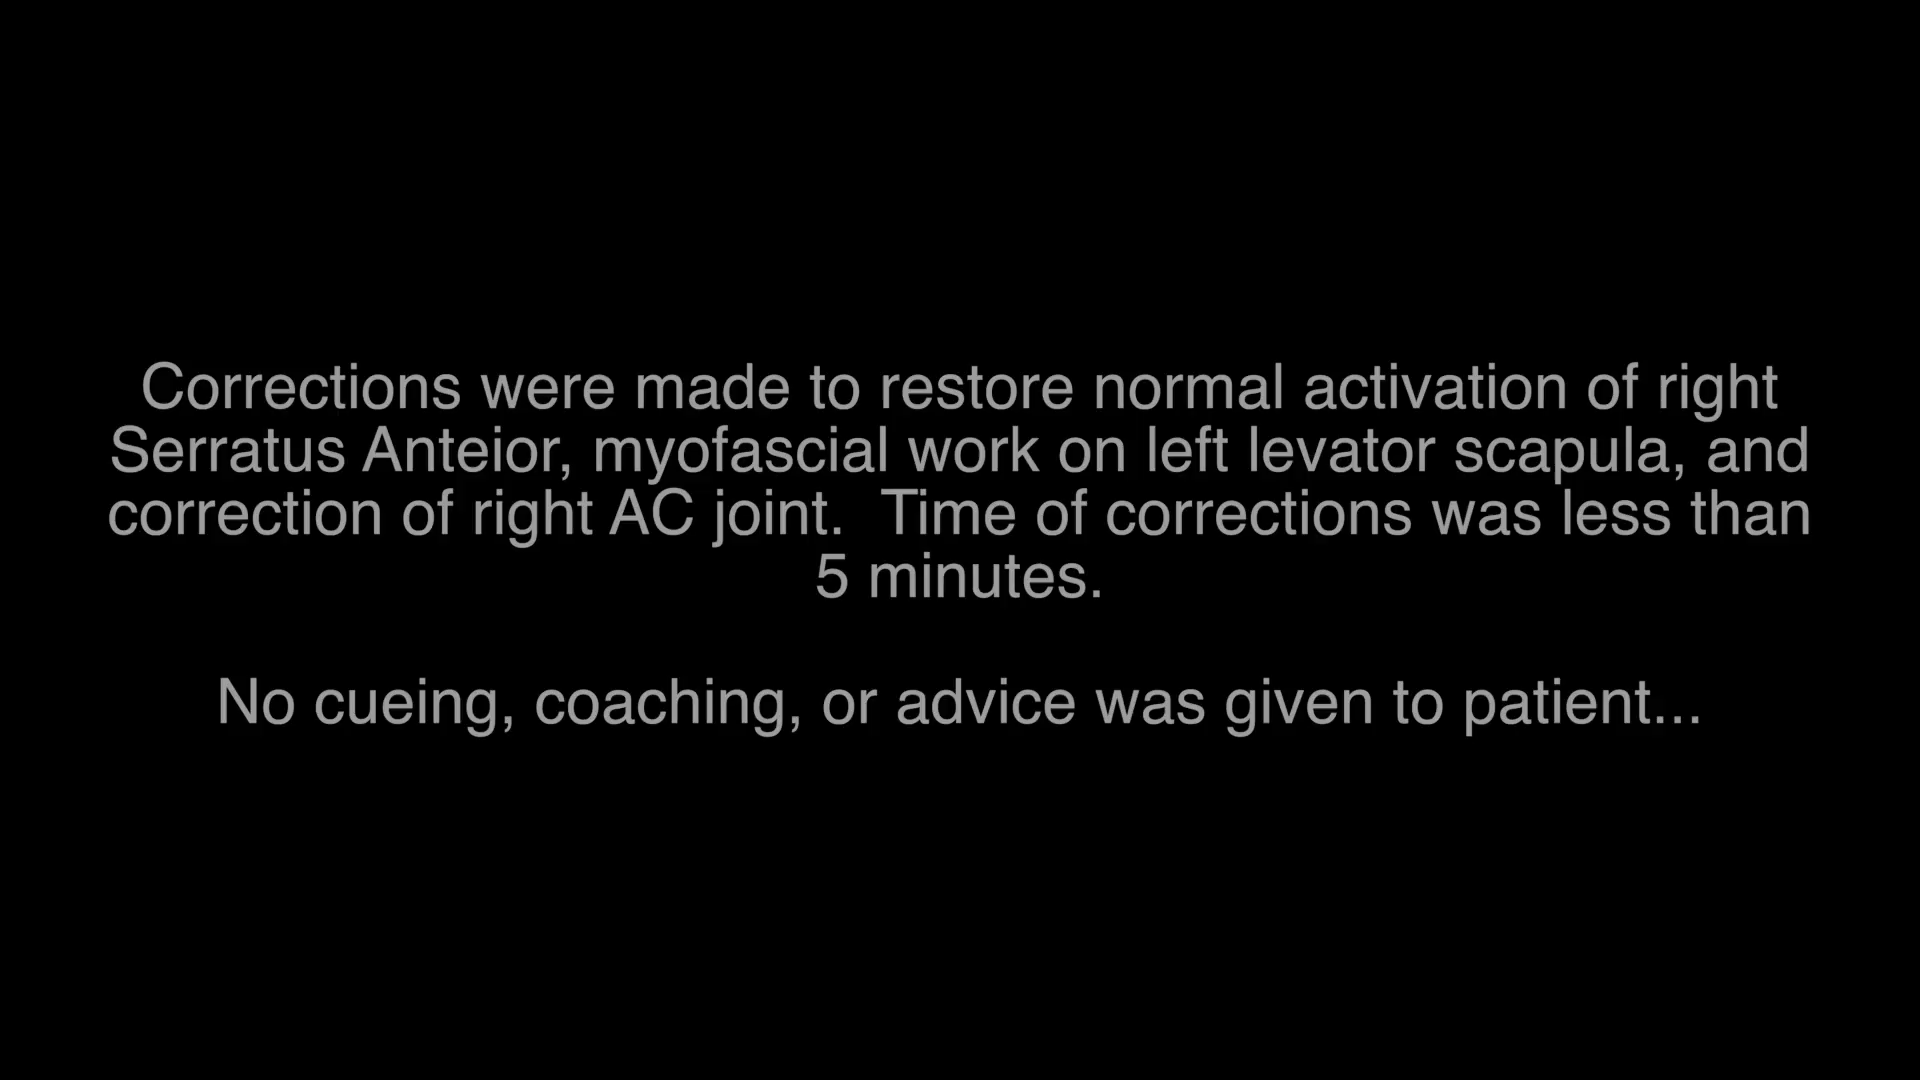 Corrections were made to restore normal activation of right
Serratus Anteior, myofascial work on left levator scapula, and
correction of right AC joint.  Time of corrections was less than
5 minutes.
No cueing, coaching, or advice was given to patient...